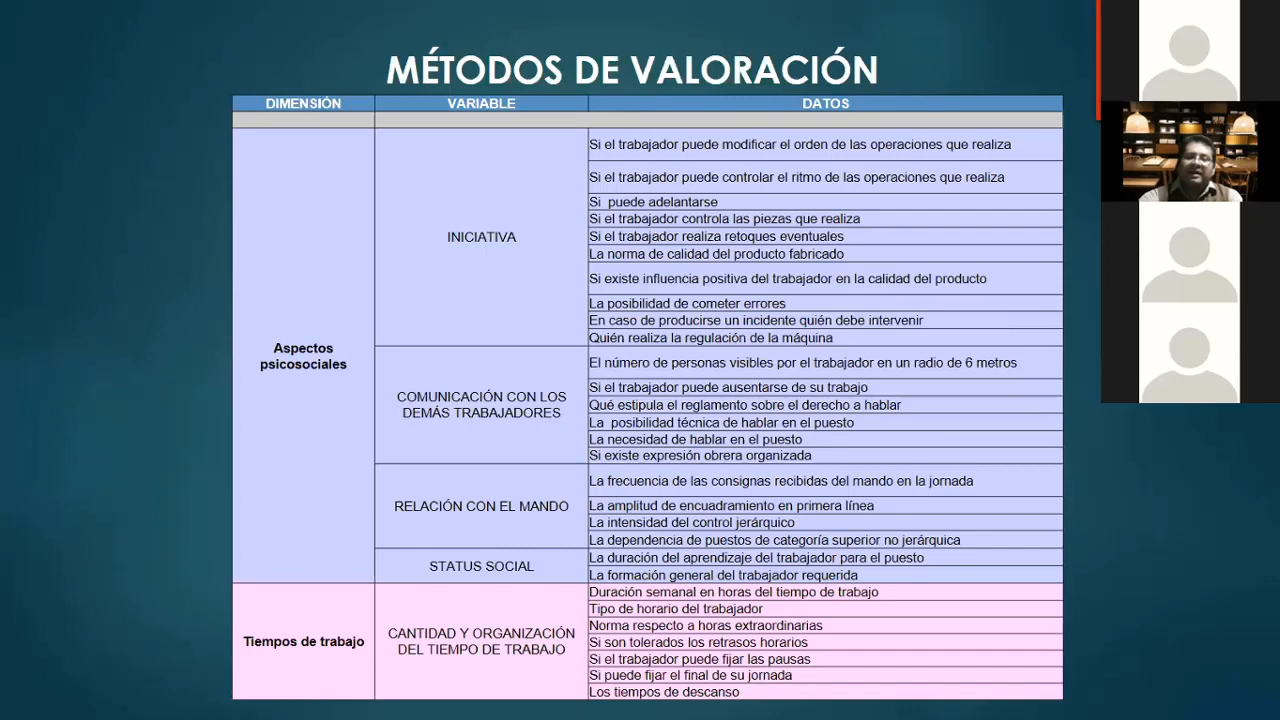 MÉTODOS DE VALORACIÓN
DIMENSIÓN
VARIABLE
DATOS
Aspectos
psicosociales
INICIATIVA
Si el trabajador puede modificar el orden de las operaciones que realiza
Si el trabajador puede controlar el ritmo de las operaciones que realiza
Si puede adelantarse
Si el trabajador controla las piezas que realiza
Si el trabajador realiza retoques eventuales
La norma de calidad del producto fabricado
Si existe influencia positiva del trabajador en la calidad del producto
La posibilidad de cometer errores
En caso de producirse un incidente quién debe intervenir
Quién realiza la regulación de la máquina
COMUNICACIÓN CON LOS
DEMÁS TRABAJADORES
El número de personas visibles por el trabajador en un radio de 6 metros
Si el trabajador puede ausentarse de su trabajo
Qué estipula el reglamento sobre el derecho a hablar
La posibilidad técnica de hablar en el puesto
La necesidad de hablar en el puesto
Si existe expresión obrera organizada
RELACIÓN CON EL MANDO
La frecuencia de las consignas recibidas del mando en la jornada
La amplitud de encuadramiento en primera línea
La intensidad del control jerárquico
La dependencia de puestos de categoría superior no jerárquica
STATUS SOCIAL
La duración del aprendizaje del trabajador para el puesto
La formación general del trabajador requerida
Tiempos de trabajo
CANTIDAD Y ORGANIZACIÓN
DEL TIEMPO DE TRABAJO
Duración semanal en horas del tiempo de trabajo
Tipo de horario del trabajador
Norma respecto a horas extraordinarias
Si son tolerados los retrasos horarios
Si el trabajador puede fijar las pausas
Si puede fijar el final de su jornada
Los tiempos de descanso